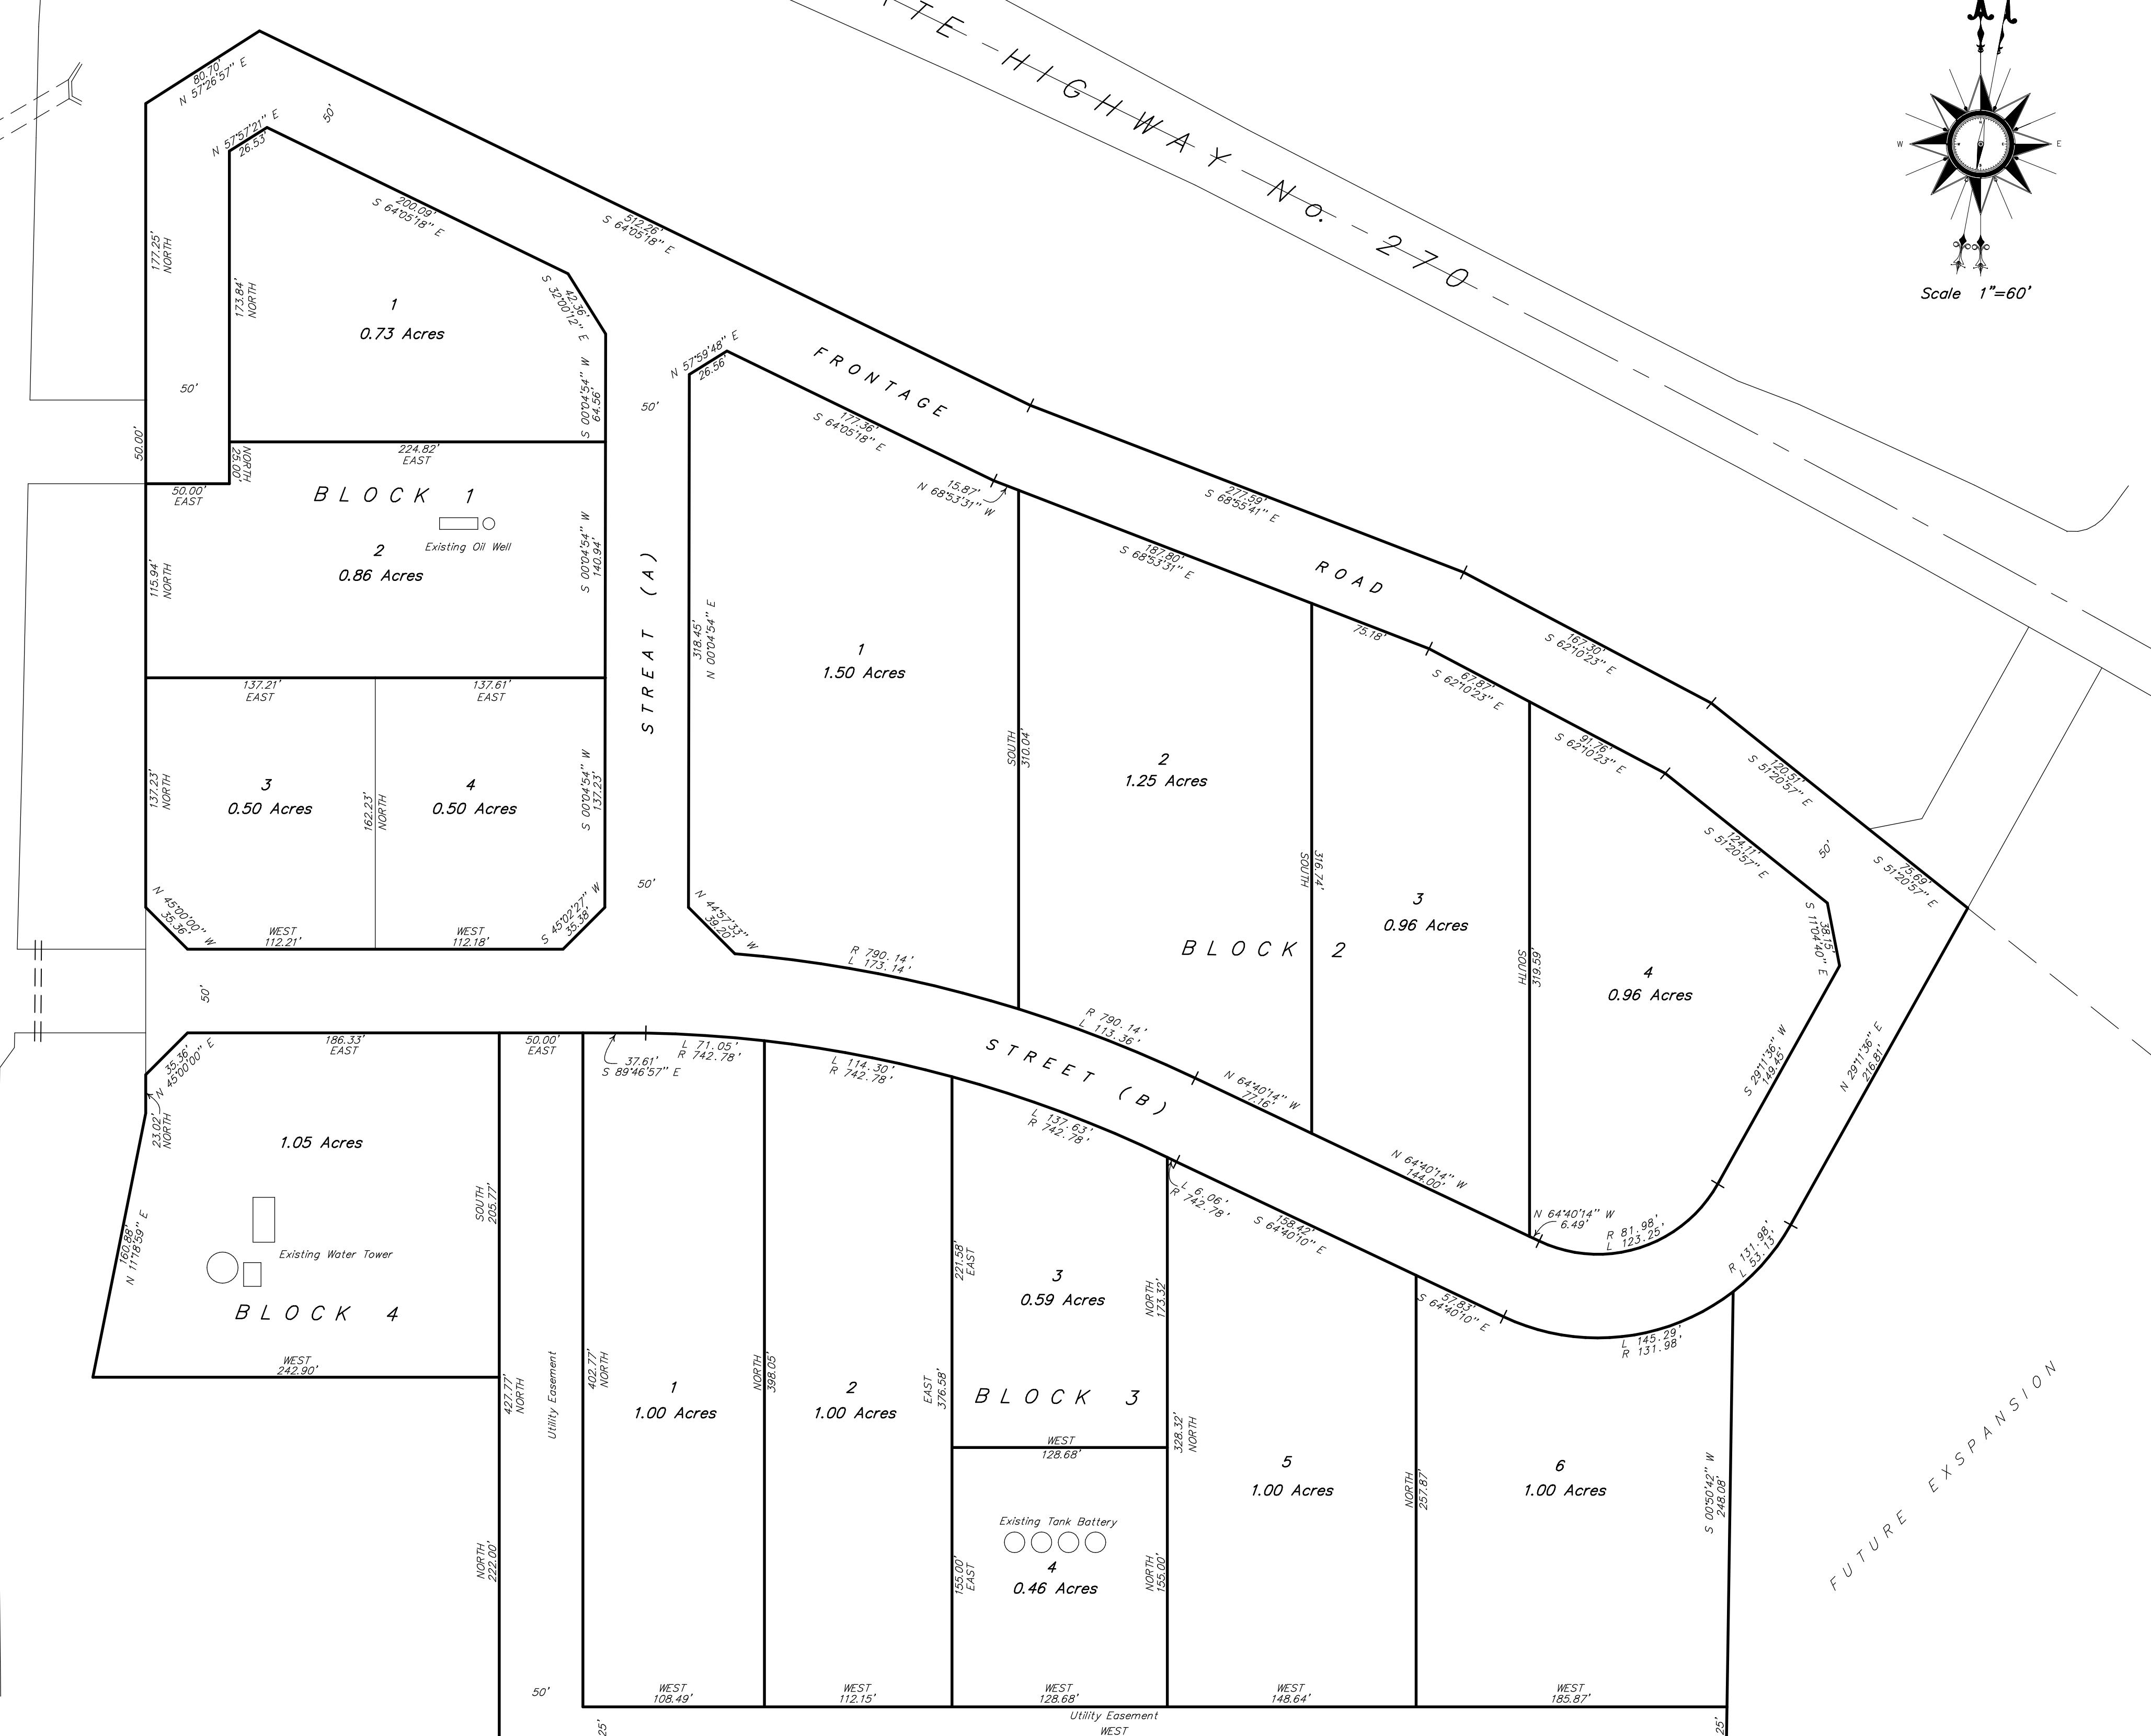 ATE HIGHWAY No. 270
W
E
Scale 1"=60'
80.70'
N 57°26'57" E
N 57°57'21" E
26.53'
50'
200.09'
S 64°05'18" E
512.26'
S 64°05'18" E
177.25'
NORTH
173.84'
NORTH
1
0.73 Acres
42.36'
S 32°00'12" E
S 00°04'54" W
64.56'
50'
50.00'
NORTH
25.00'
224.82'
EAST
50.00'
EAST
BLOCK 1
Existing Oil Well
2
0.86 Acres
115.94'
NORTH
S 00°04'54" W
140.94'
137.21'
EAST
137.61'
EAST
137.23'
NORTH
3
0.50 Acres
162.23'
NORTH
4
0.50 Acres
S 00°04'54" W
137.23'
N 45°00'00" W
35.36'
WEST
112.21'
WEST
112.18'
S 45°02'27" W
35.38'
50'
STREAT (A)
50'
50'
FRONTAGE
ROAD
N 57°59'48" E
26.56'
177.36'
S 64°05'18" E
15.87'
N 68°53'31" W
277.59'
S 68°55'41" E
187.80'
S 68°53'31" E
75.18'
167.30'
S 62°10'23" E
67.87'
S 62°10'23" E
91.76'
S 62°10'23" E
120.51'
S 51°20'57" E
124.11'
S 51°20'57" E
50'
75.69'
S 51°20'57" E
318.45'
N 00°04'54" E
1
1.50 Acres
SOUTH
310.04'
2
1.25 Acres
SOUTH
316.74'
3
0.96 Acres
BLOCK 2
SOUTH
319.59'
4
0.96 Acres
38.15'
S 11°04'40" E
S 29°11'36" W
149.45'
N 29°11'36" E
216.81'
N 44°57'33" W
39.20'
R 790.14'
L 173.14'
R 790.14'
L 113.36'
N 64°40'14" W
77.16'
N 64°40'14" W
144.00'
N 64°40'14" W
6.49'
R 81.98'
L 123.25'
R 131.98'
L 53.13'
STREET (B)
35.36'
N 45°00'00" E
186.33'
EAST
50.00'
EAST
37.61'
S 89°46'57" E
L 71.05'
R 742.78'
L 114.30'
R 742.78'
L 137.63'
R 742.78'
L 6.06'
R 742.78'
158.42'
S 64°40'10" E
57.83'
S 64°40'10" E
L 145.29'
R 131.98'
23.02'
NORTH
1.05 Acres
SOUTH
205.77'
160.88'
N 11°18'59" E
Existing Water Tower
BLOCK 4
WEST
242.90'
427.77'
NORTH
NORTH
222.00'
Utility Easement
50'
402.77'
NORTH
1
1.00 Acres
NORTH
398.05'
2
1.00 Acres
221.58'
EAST
EAST
376.58'
3
0.59 Acres
NORTH
173.32'
BLOCK 3
WEST
128.68'
328.32'
NORTH
Existing Tank Battery
4
0.46 Acres
155.00'
EAST
NORTH
155.00'
5
1.00 Acres
NORTH
257.87'
6
1.00 Acres
S 00°50'42" W
248.08'
FUTURE EXSPANSION
WEST
108.49'
WEST
112.15'
WEST
128.68'
WEST
148.64'
WEST
185.87'
25'
Utility Easement
WEST
25'